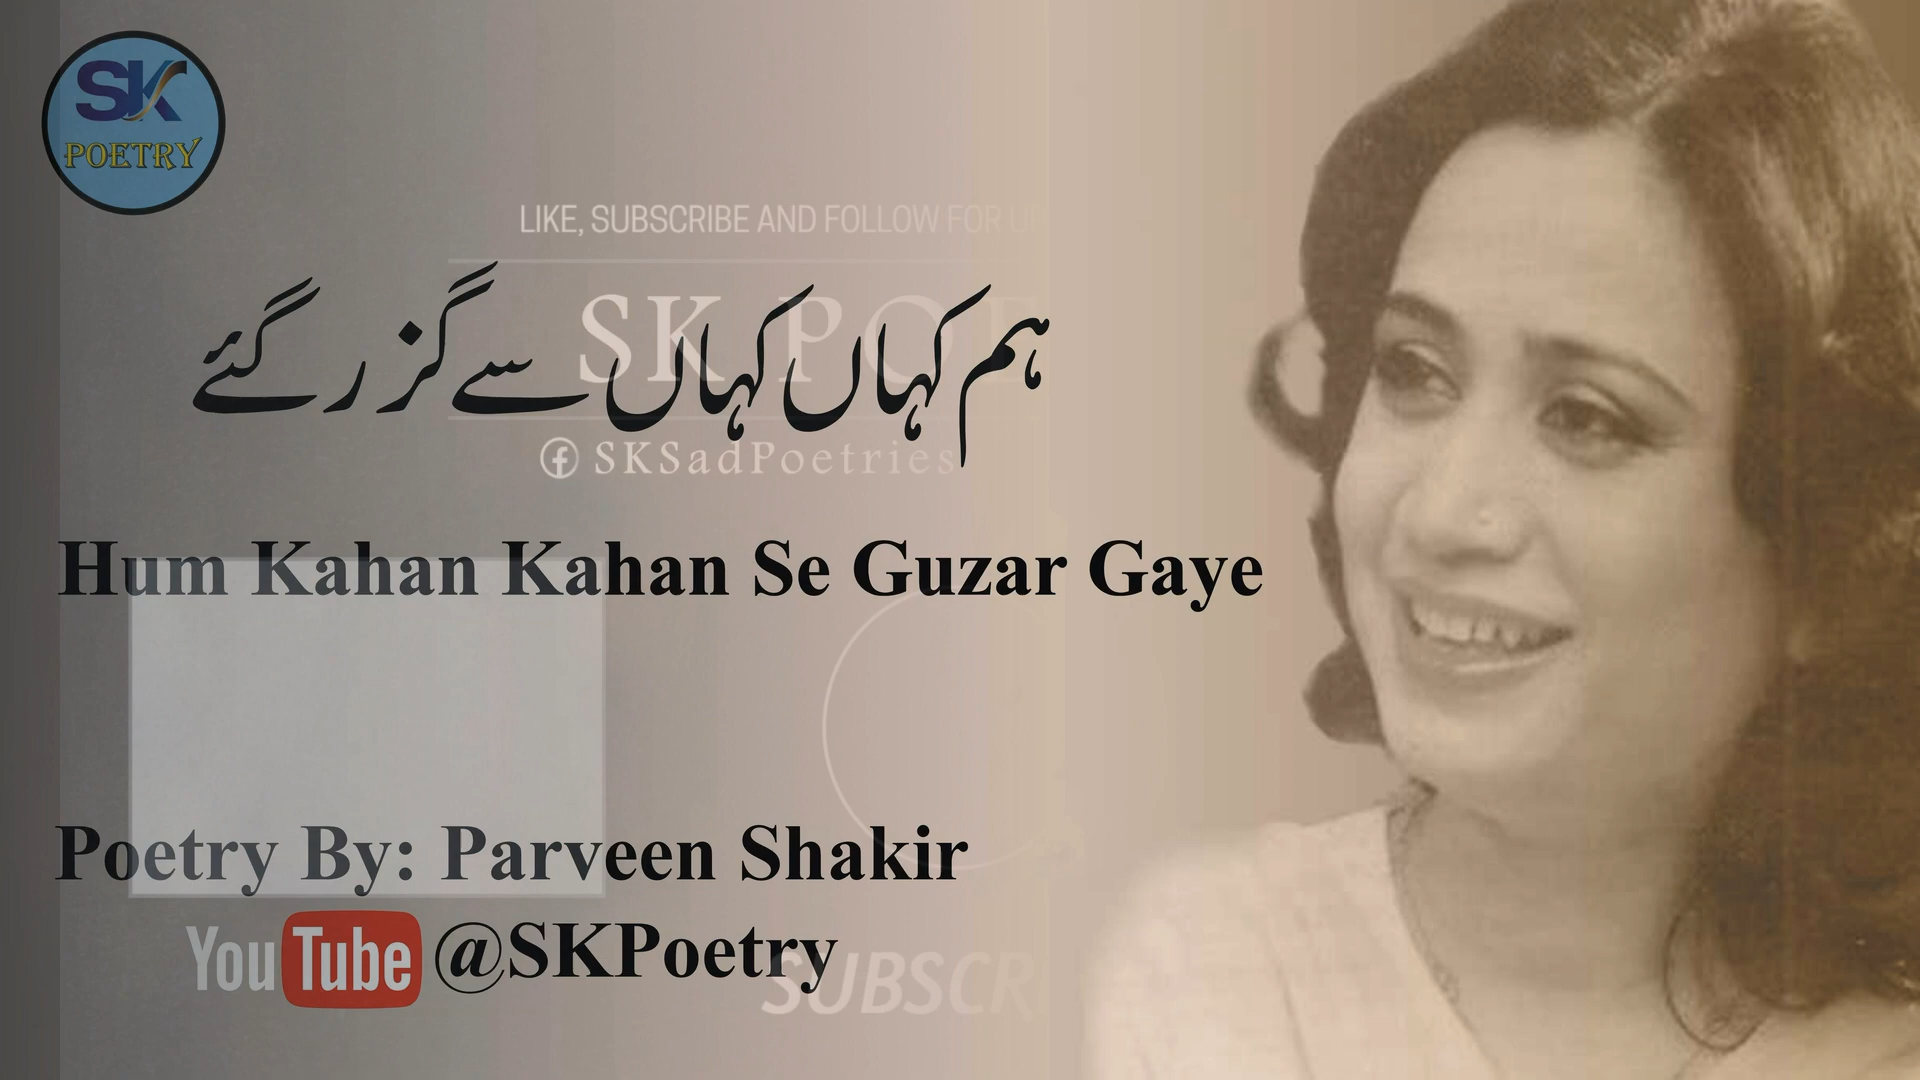 SK
POETRY
LIKE, SUBSCRIBE AND FOLLOW FOR
SK
ہم کہاں کہاں سے گزر گئے
SKSadPoetries
Hum Kahan Kahan Se Guzar Gaye
Poetry By: Parveen Shakir
YouTube @SKPoetry
SUBSCR